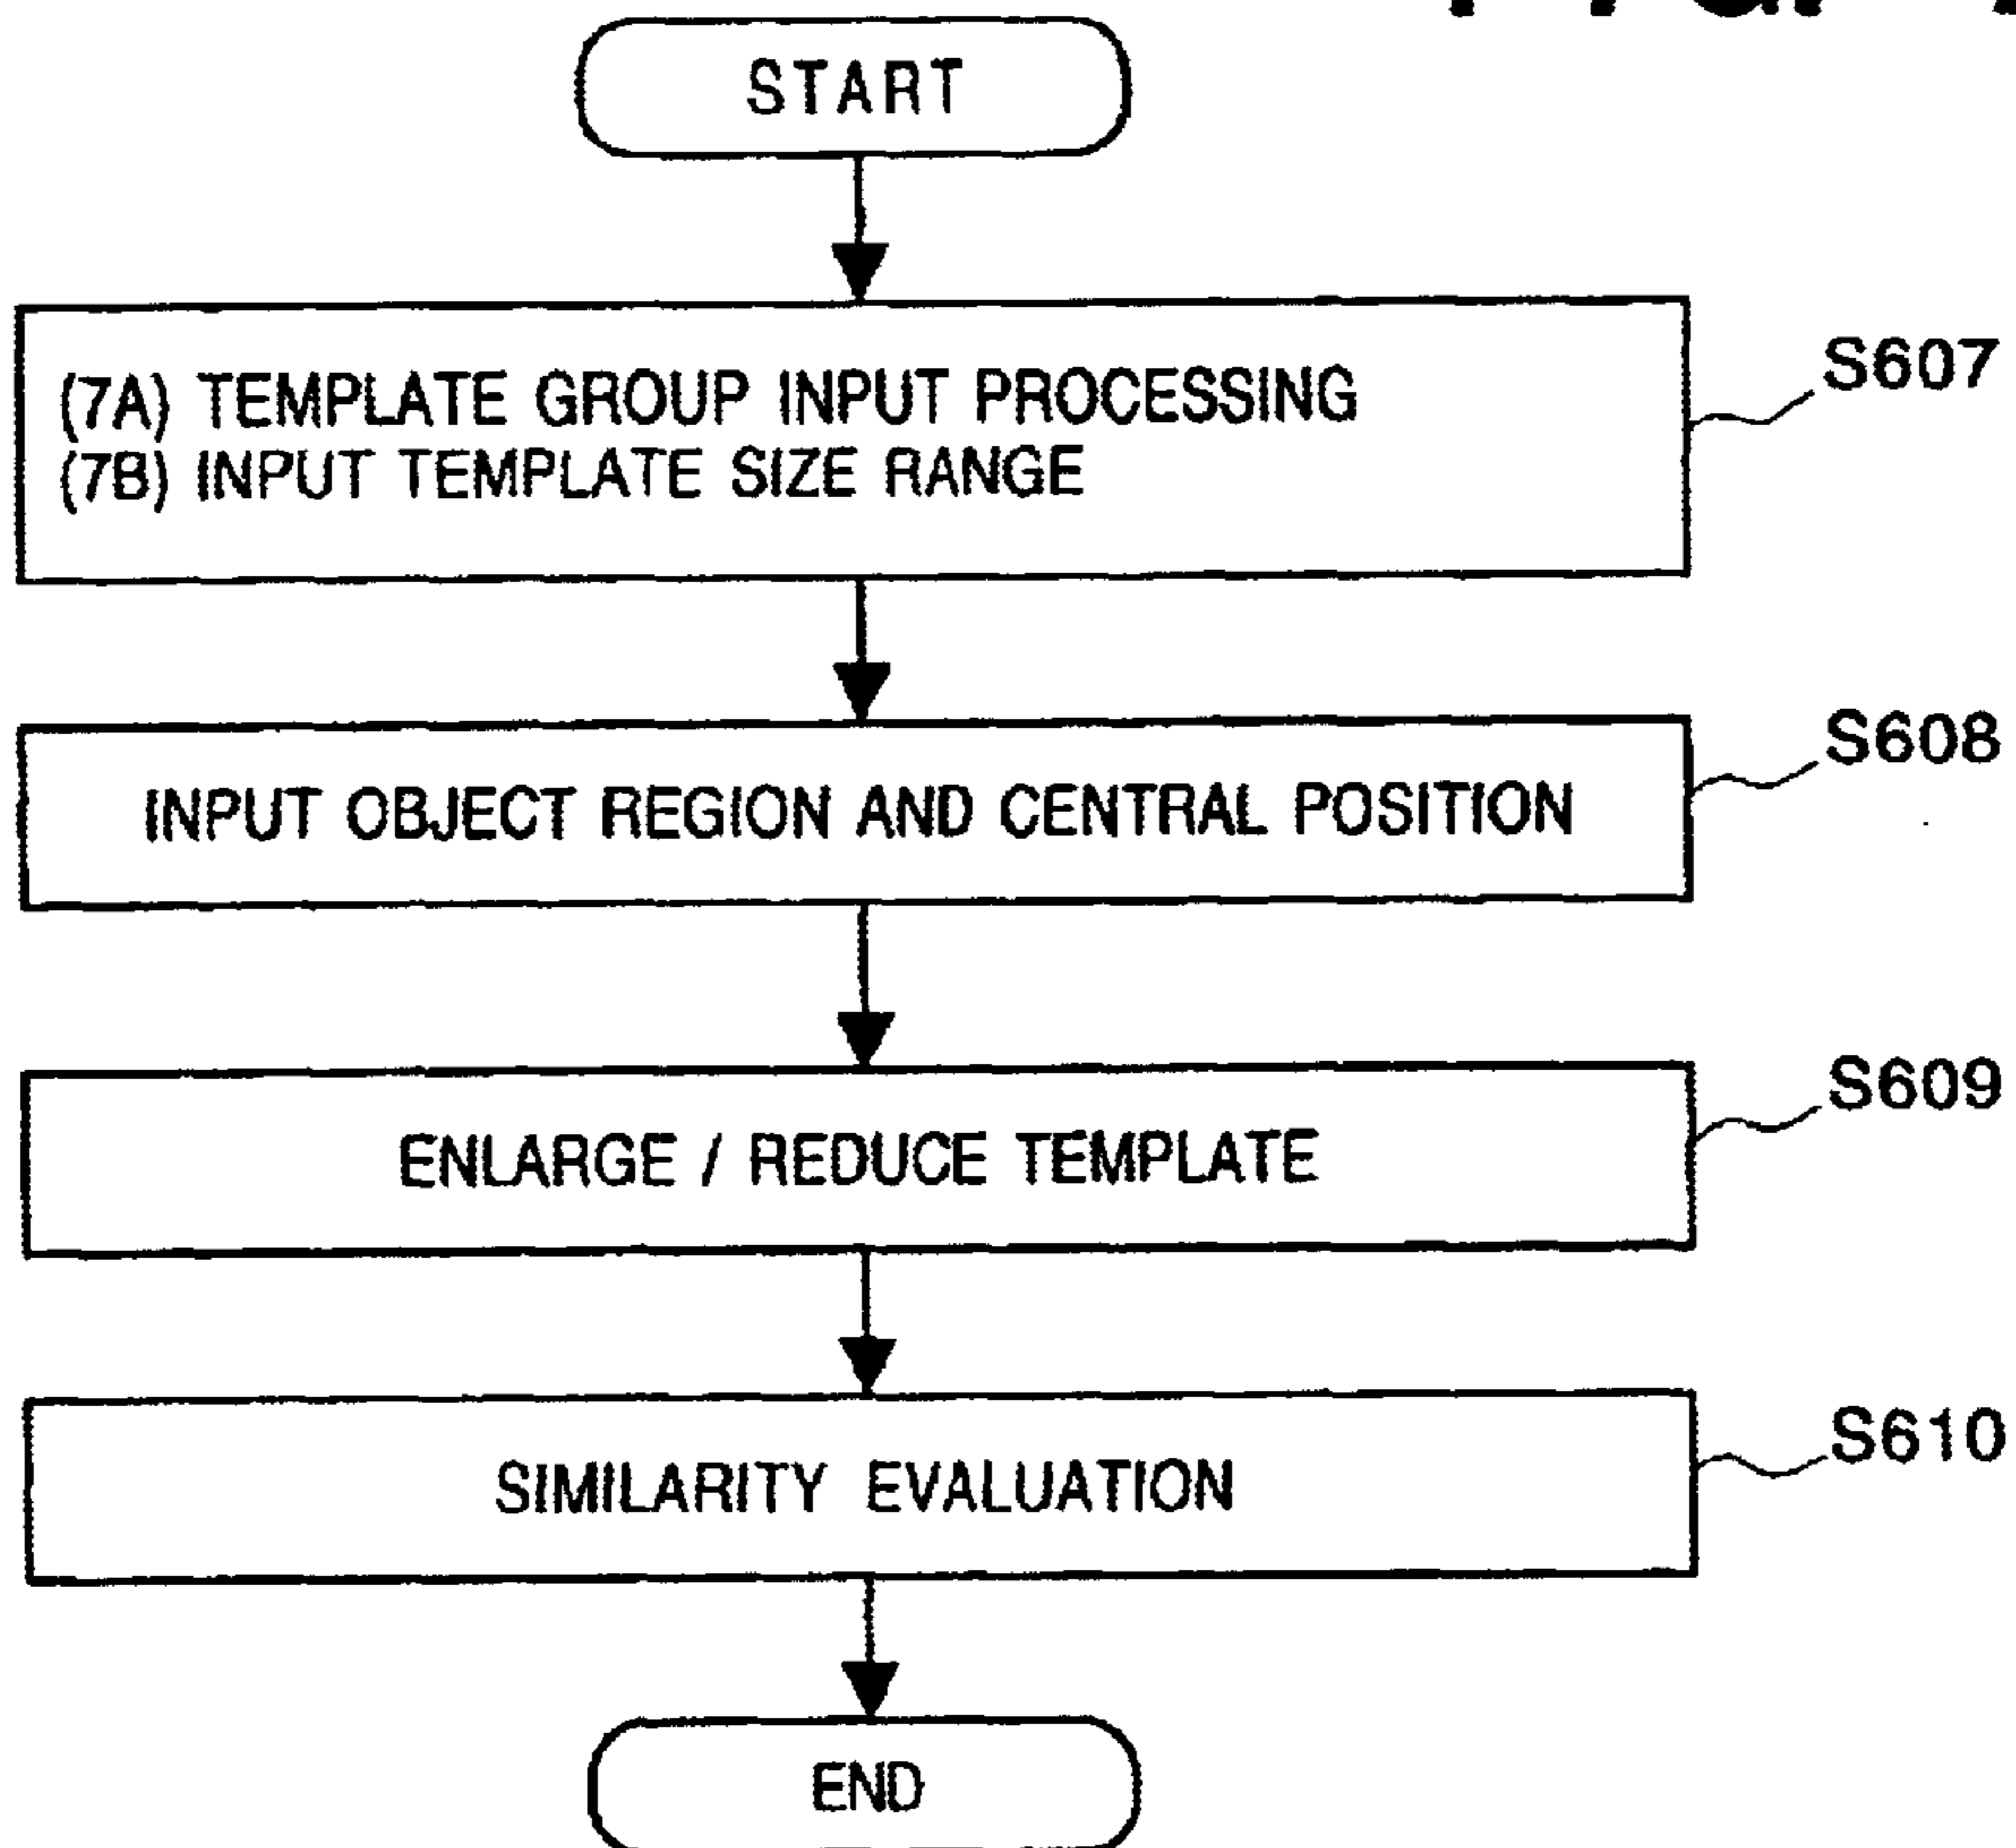 START
(7A) TEMPLATE GROUP INPUT PROCESSING
(7B) INPUT TEMPLATE SIZE RANGE
S607
INPUT OBJECT REGION AND CENTRAL POSITION
S608
ENLARGE / REDUCE TEMPLATE
S609
SIMILARITY EVALUATION
S610
END